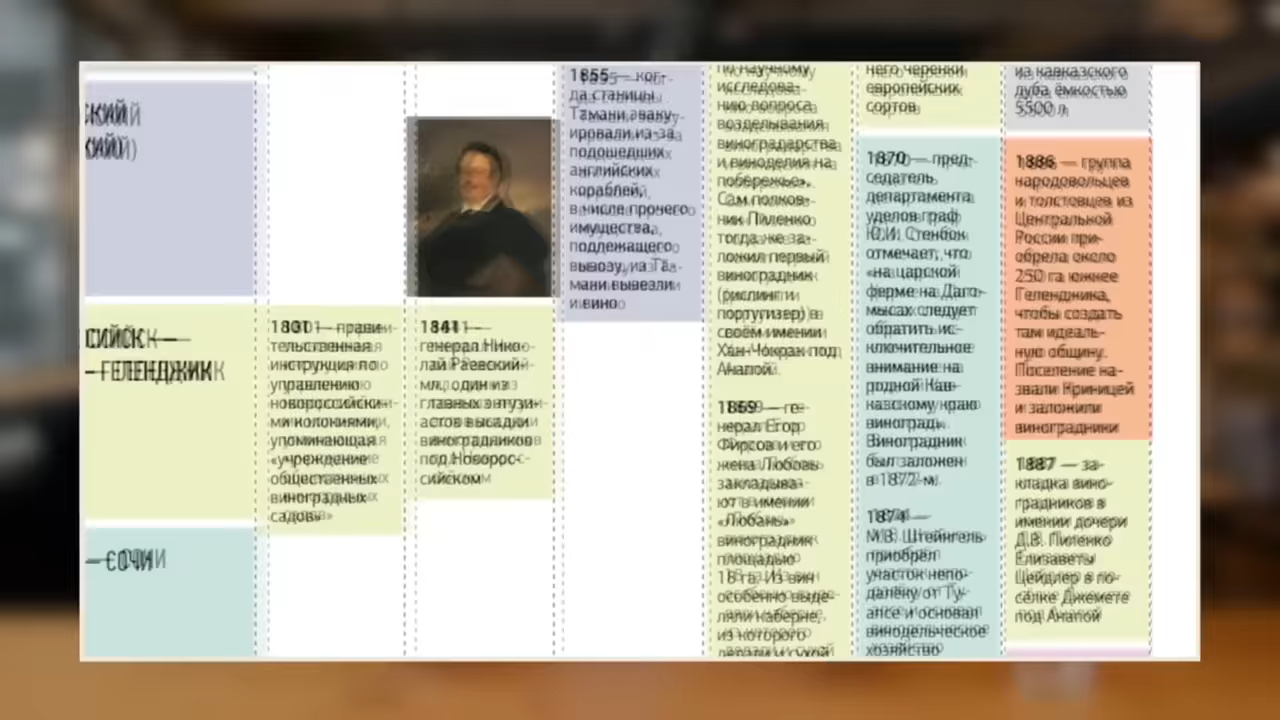 СКИЙ
СКИЙ)
СИЙСК —
— ГЕЛЕНДЖИК
— СОЧИ
1801 — прави-
тельственная
инструкция по
управлению
новороссийски-
ми колониями,
упоминающая
«учреждение
общественных
виноградных
садов»
1841 —
генерал Нико-
лай Раевский-
мл., один из
главных энтузи-
астов высадки
виноградников
под Новорос-
сийском
1855 — ког-
да станицы
Тамани эваку-
ировали из-за
подошедших
английских
кораблей,
в числе прочего
имущества,
подлежащего
вывозу, из Та-
мани вывезли
и вино
по научному
исследова-
нию вопроса
возделывания
виноградарства
и виноделия на
побережье».
Сам полков-
ник Пиленко
тогда же за-
ложил первый
виноградник
(рислинг и
португизер) в
своём имении
Хан-Чокрак под
Анапой.
1869 — ге-
нерал Егор
Фирсов и его
жена Любовь
закладыва-
ют в имении
«Любань»
виноградник
площадью
18 га. Из вин
особенно выде-
ляли каберне,
из которого
делали и сухой
него черенки
европейских
сортов
1870 — пред-
седатель
департамента
уделов граф
Ю.И. Стенбок
отмечает, что
«на царской
ферме на Даго-
мысах следует
обратить ис-
ключительное
внимание на
родной Кав-
казскому краю
виноград».
Виноградник
был заложен
в 1872-м.
1874 —
М.В. Штейнгель
приобрёл
участок непо-
далёку от Ту-
апсе и основал
винодельческое
хозяйство
из кавказского
дуба ёмкостью
5500 л
1886 — группа
народовольцев
и толстовцев из
Центральной
России при-
обрела около
250 га южнее
Геленджика,
чтобы создать
там идеаль-
ную общину.
Поселение на-
звали Криницей
и заложили
виноградники
1887 — за-
кладка вино-
градников в
имении дочери
Д.В. Пиленко
Елизаветы
Цейдлер в по-
сёлке Джемете
под Анапой